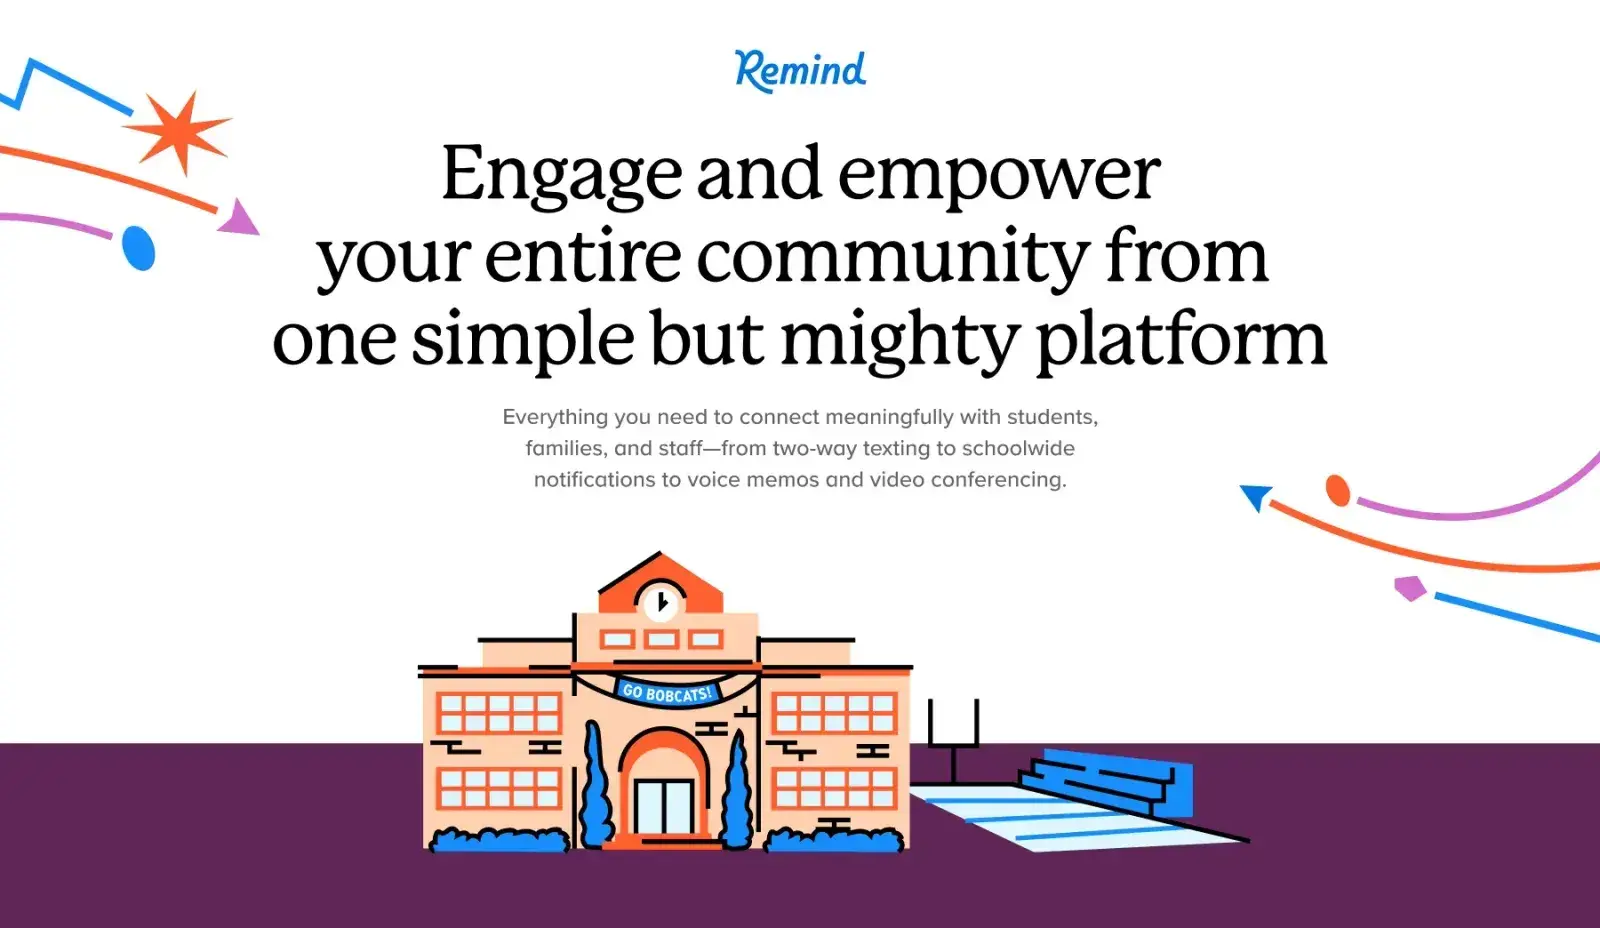 Remind
Engage and empower
your entire community from
one simple but mighty platform
Everything you need to connect meaningfully with students,
families, and staff—from two-way texting to schoolwide
notifications to voice memos and video conferencing.
GO BOBCATS!